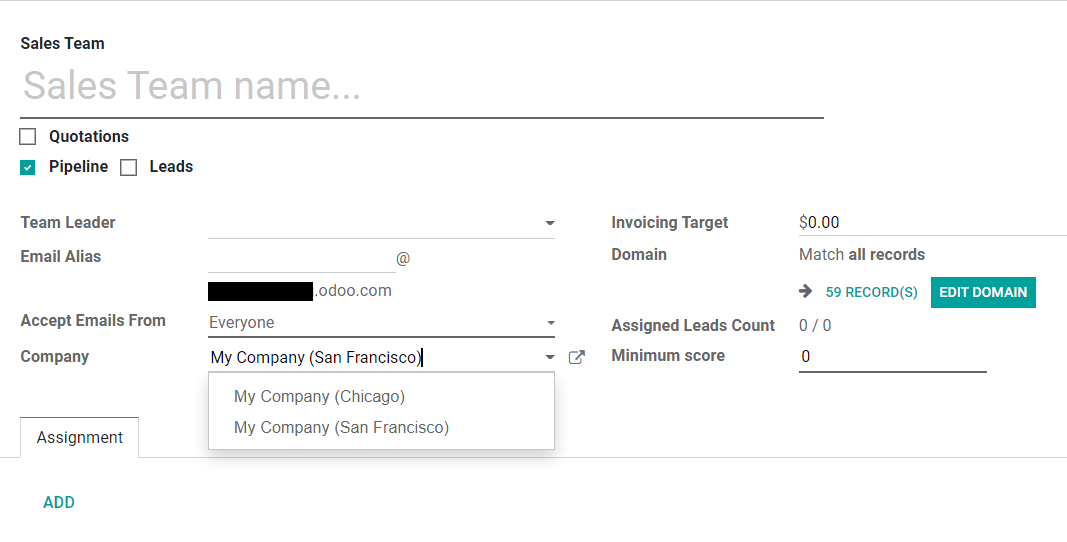 Sales Team
Sales Team name...
Quotations
Pipeline Leads
Team Leader
Email Alias
@
.odoo.com
Accept Emails From Everyone
Company My Company (San Francisco)
My Company (Chicago)
My Company (San Francisco)
Invoicing Target $0.00
Domain Match all records
59 RECORD(S) EDIT DOMAIN
Assigned Leads Count 0 / 0
Minimum score 0
Assignment
ADD